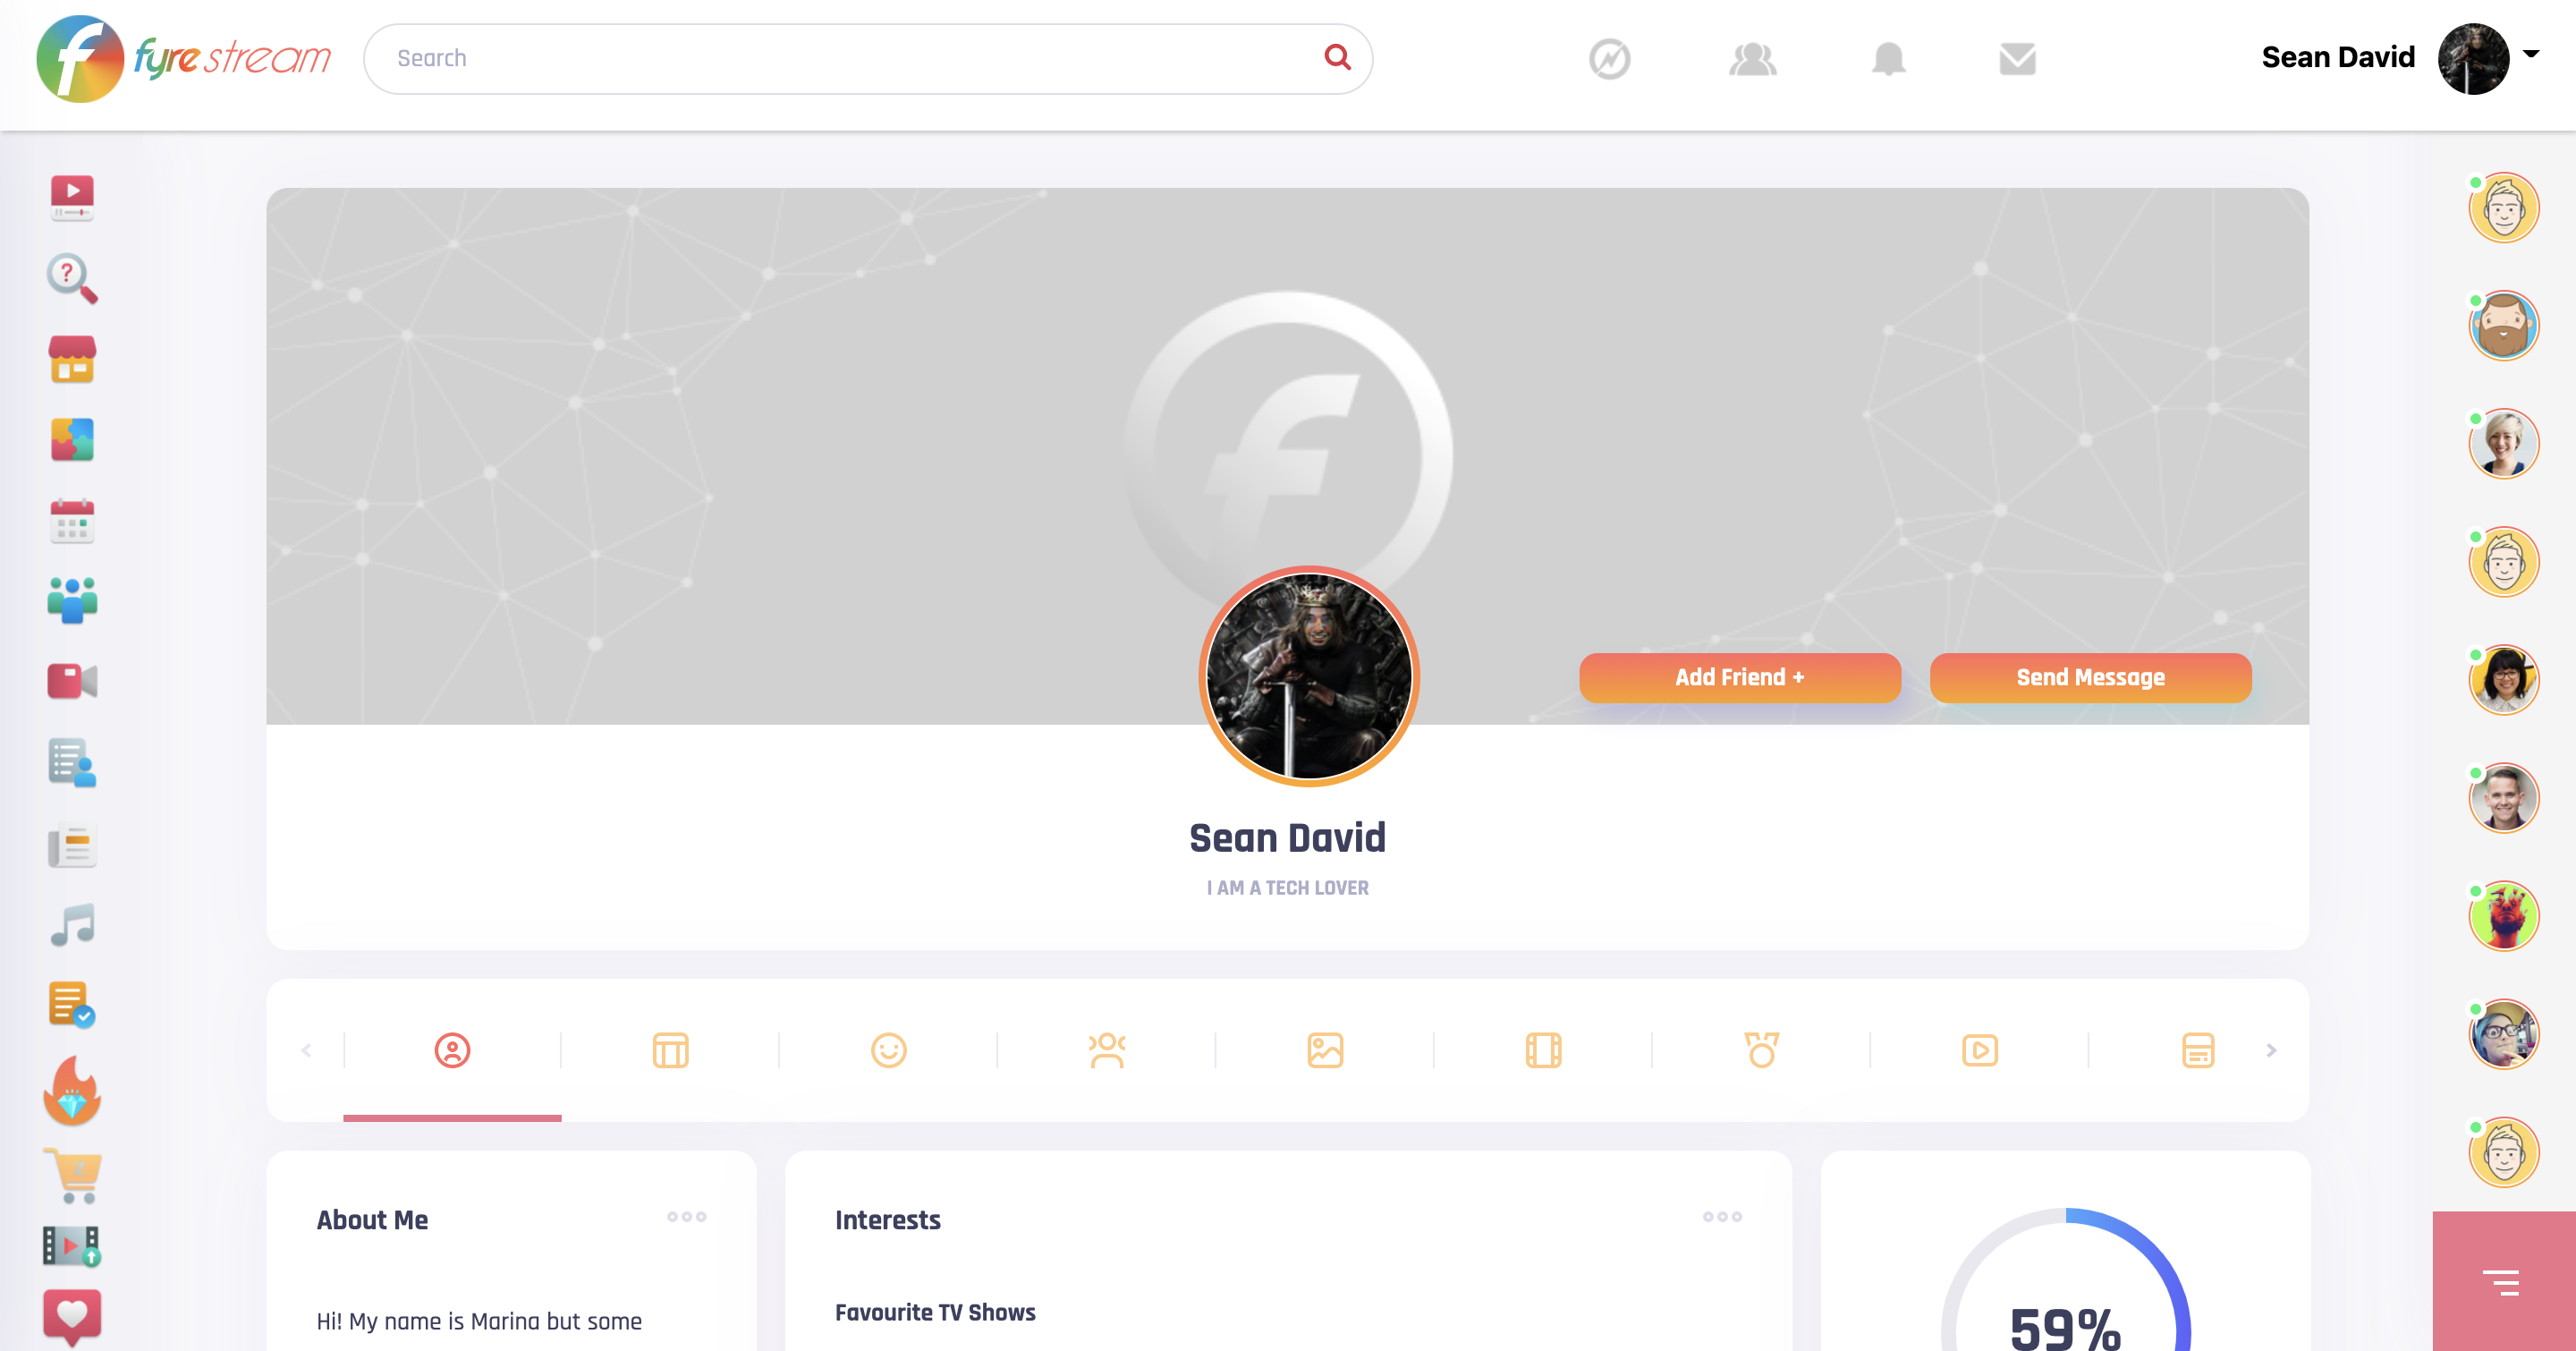 fyre stream
Search
Sean David
Add Friend +
Send Message
Sean David
I AM A TECH LOVER
About Me
Interests
Hi! My name is Marina but some
Favourite TV Shows
59%